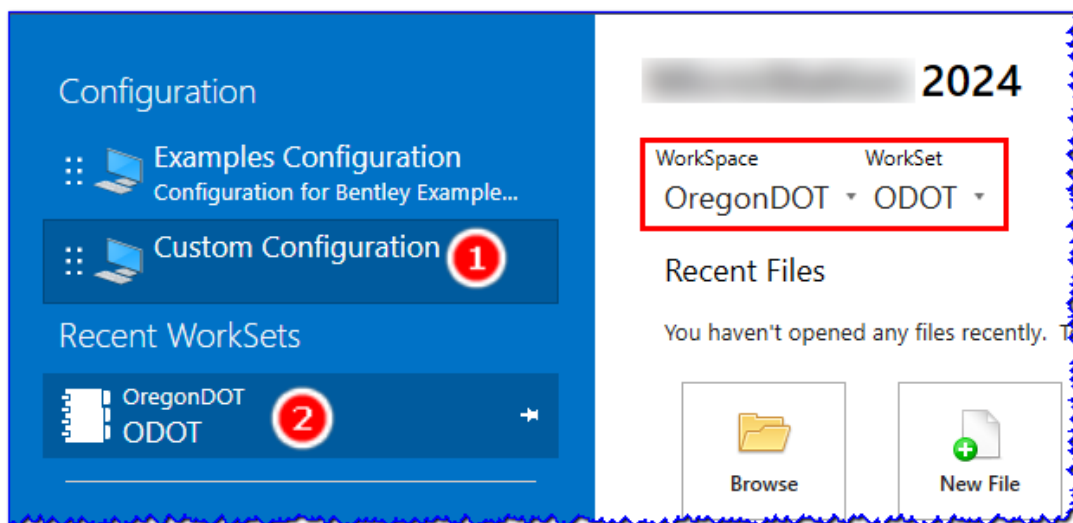 Configuration
Examples Configuration
Configuration for Bentley Example...
Custom Configuration
1
Recent WorkSets
OregonDOT
ODOT
2
2024
WorkSpace WorkSet
OregonDOT ODOT
Recent Files
You haven't opened any files recently.
Browse
New File